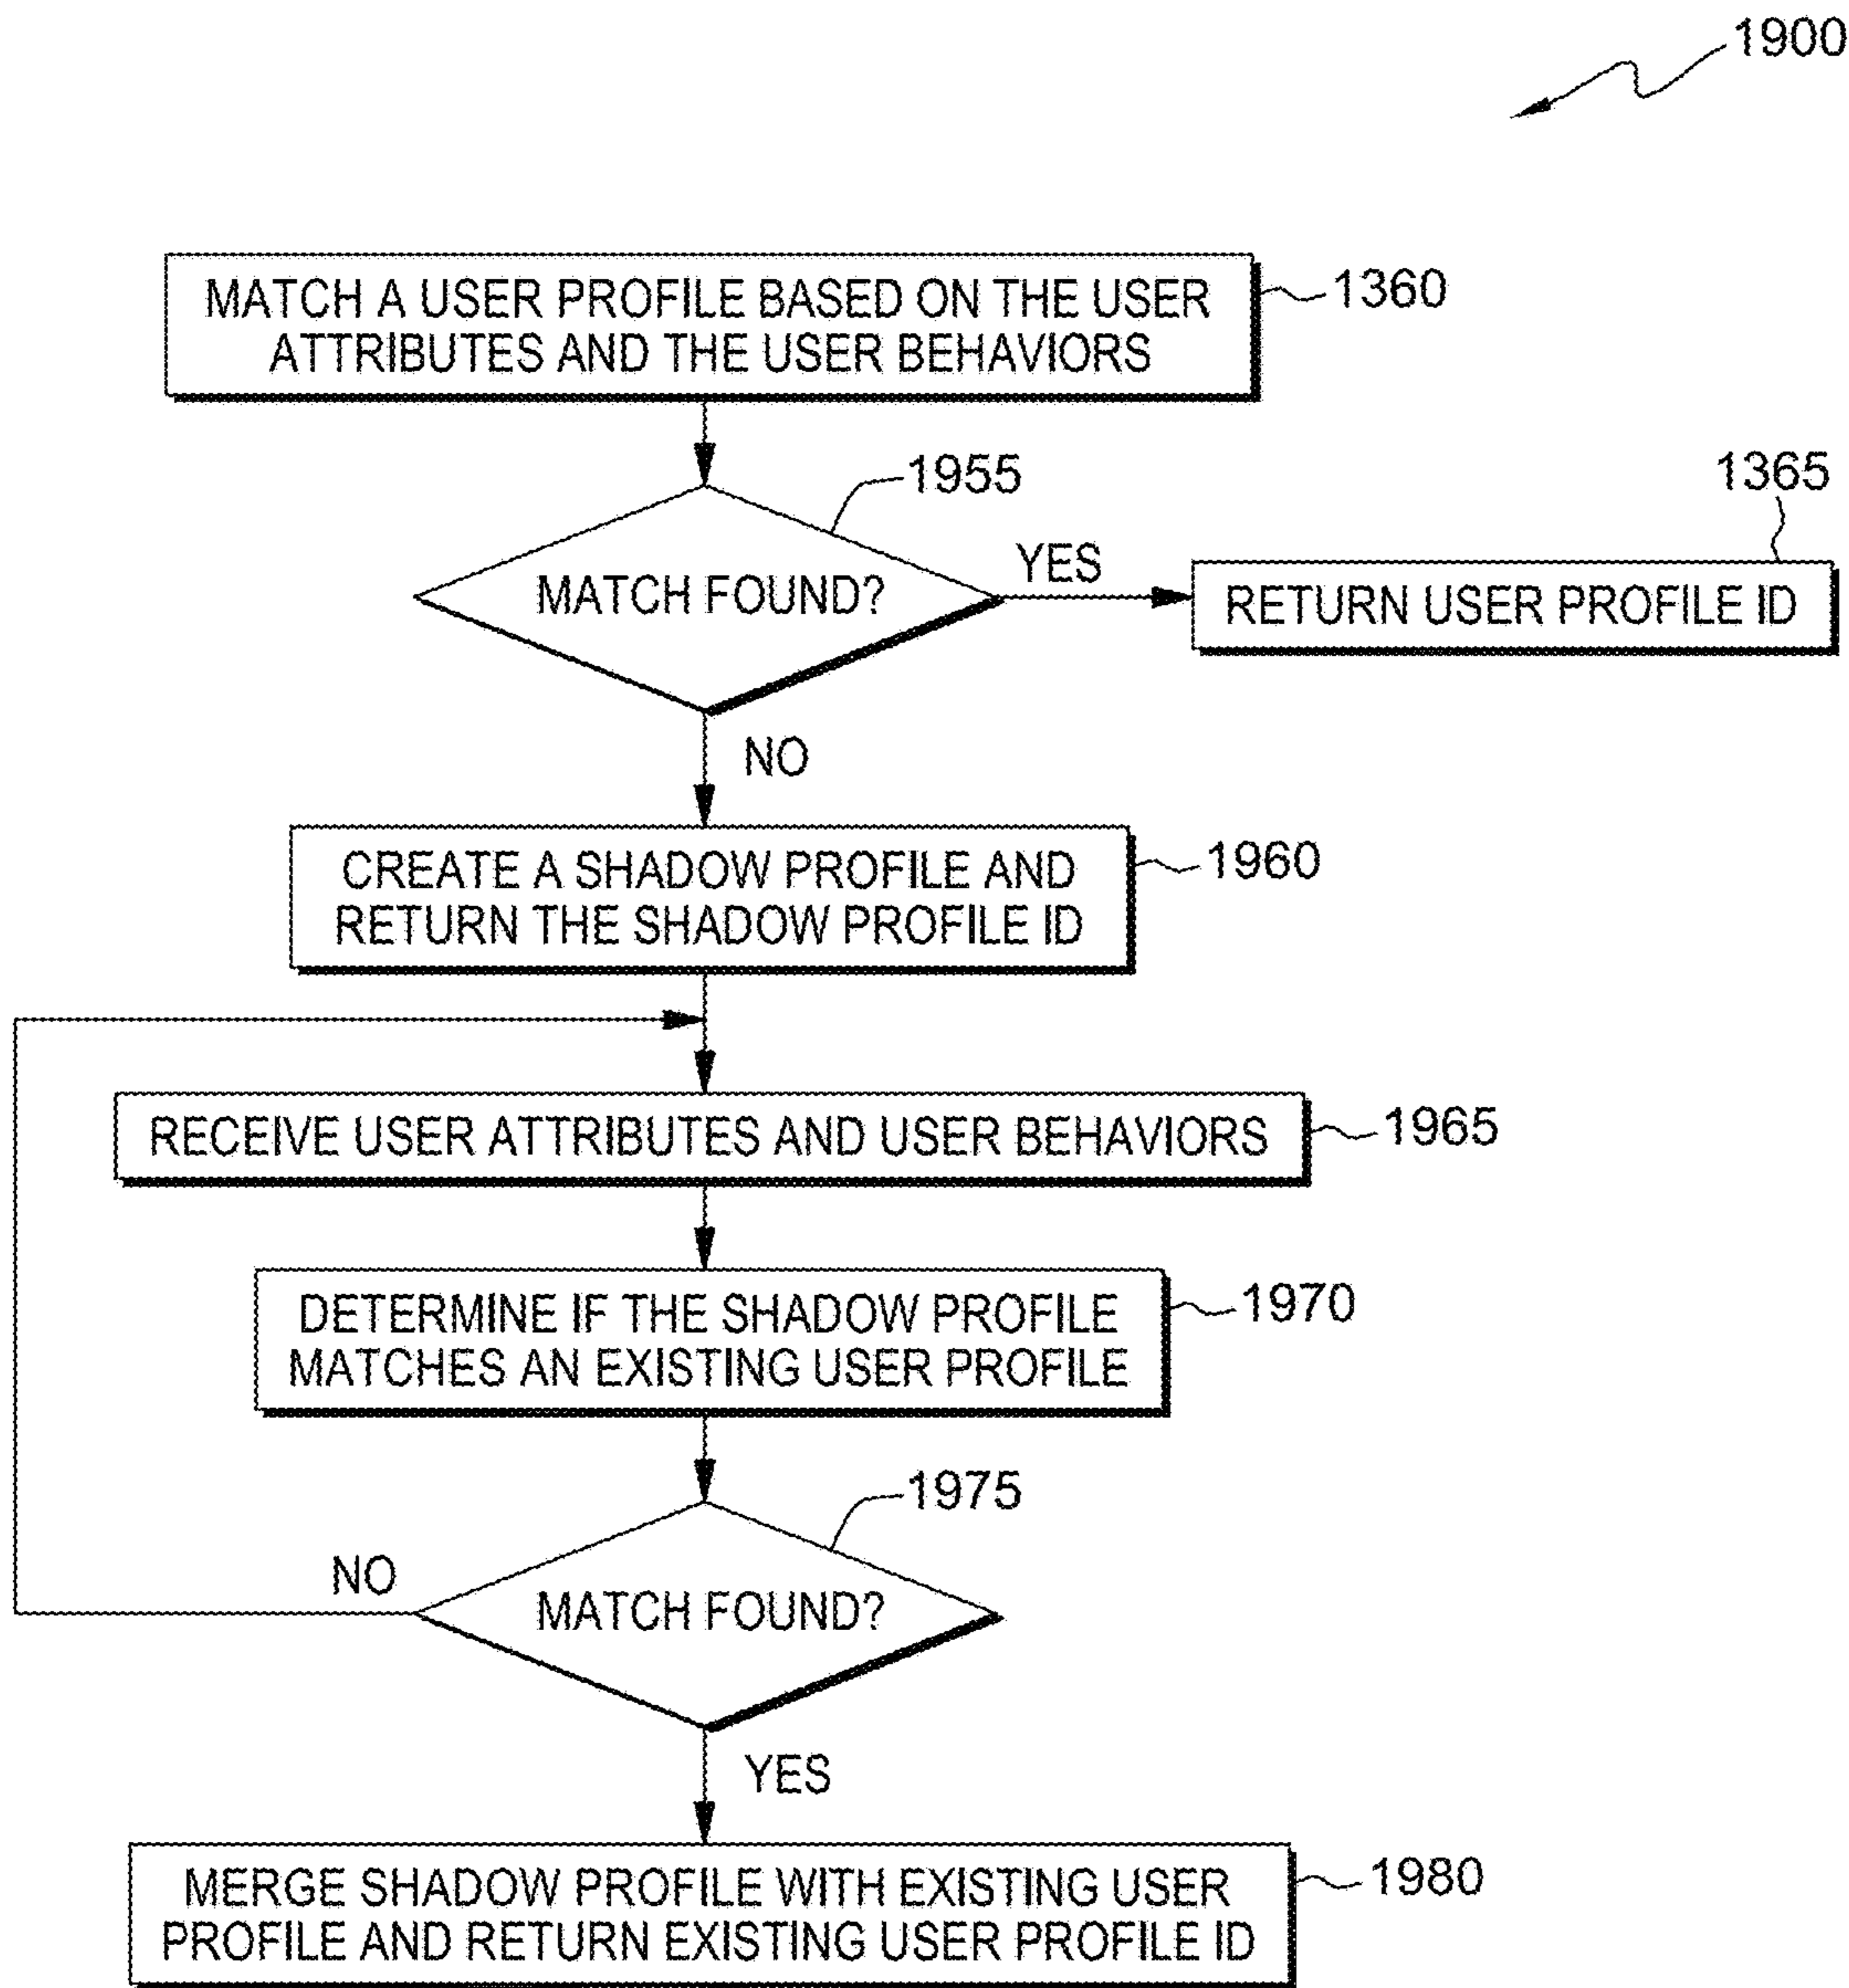 1900
MATCH A USER PROFILE BASED ON THE USER
ATTRIBUTES AND THE USER BEHAVIORS
1360
1955
MATCH FOUND?
YES
1365
RETURN USER PROFILE ID
NO
CREATE A SHADOW PROFILE AND
RETURN THE SHADOW PROFILE ID
1960
RECEIVE USER ATTRIBUTES AND USER BEHAVIORS
1965
DETERMINE IF THE SHADOW PROFILE
MATCHES AN EXISTING USER PROFILE
1970
1975
NO
MATCH FOUND?
YES
MERGE SHADOW PROFILE WITH EXISTING USER
PROFILE AND RETURN EXISTING USER PROFILE ID
1980